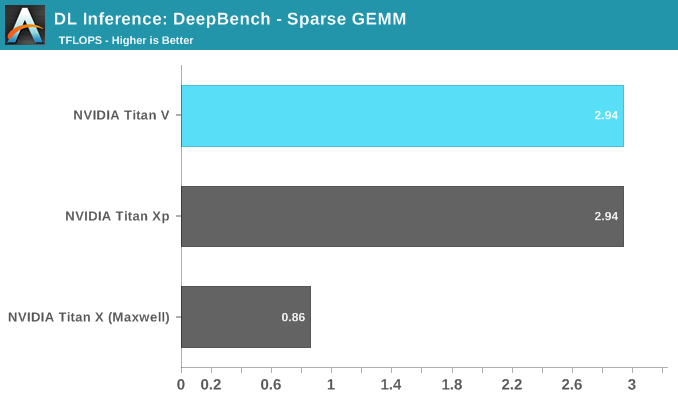 DL Inference: DeepBench - Sparse GEMM
TFLOPS - Higher is Better
NVIDIA Titan V
2.94
NVIDIA Titan Xp
2.94
NVIDIA Titan X (Maxwell)
0.86
0 0.2 0.6 1 1.4 1.8 2.2 2.6 3